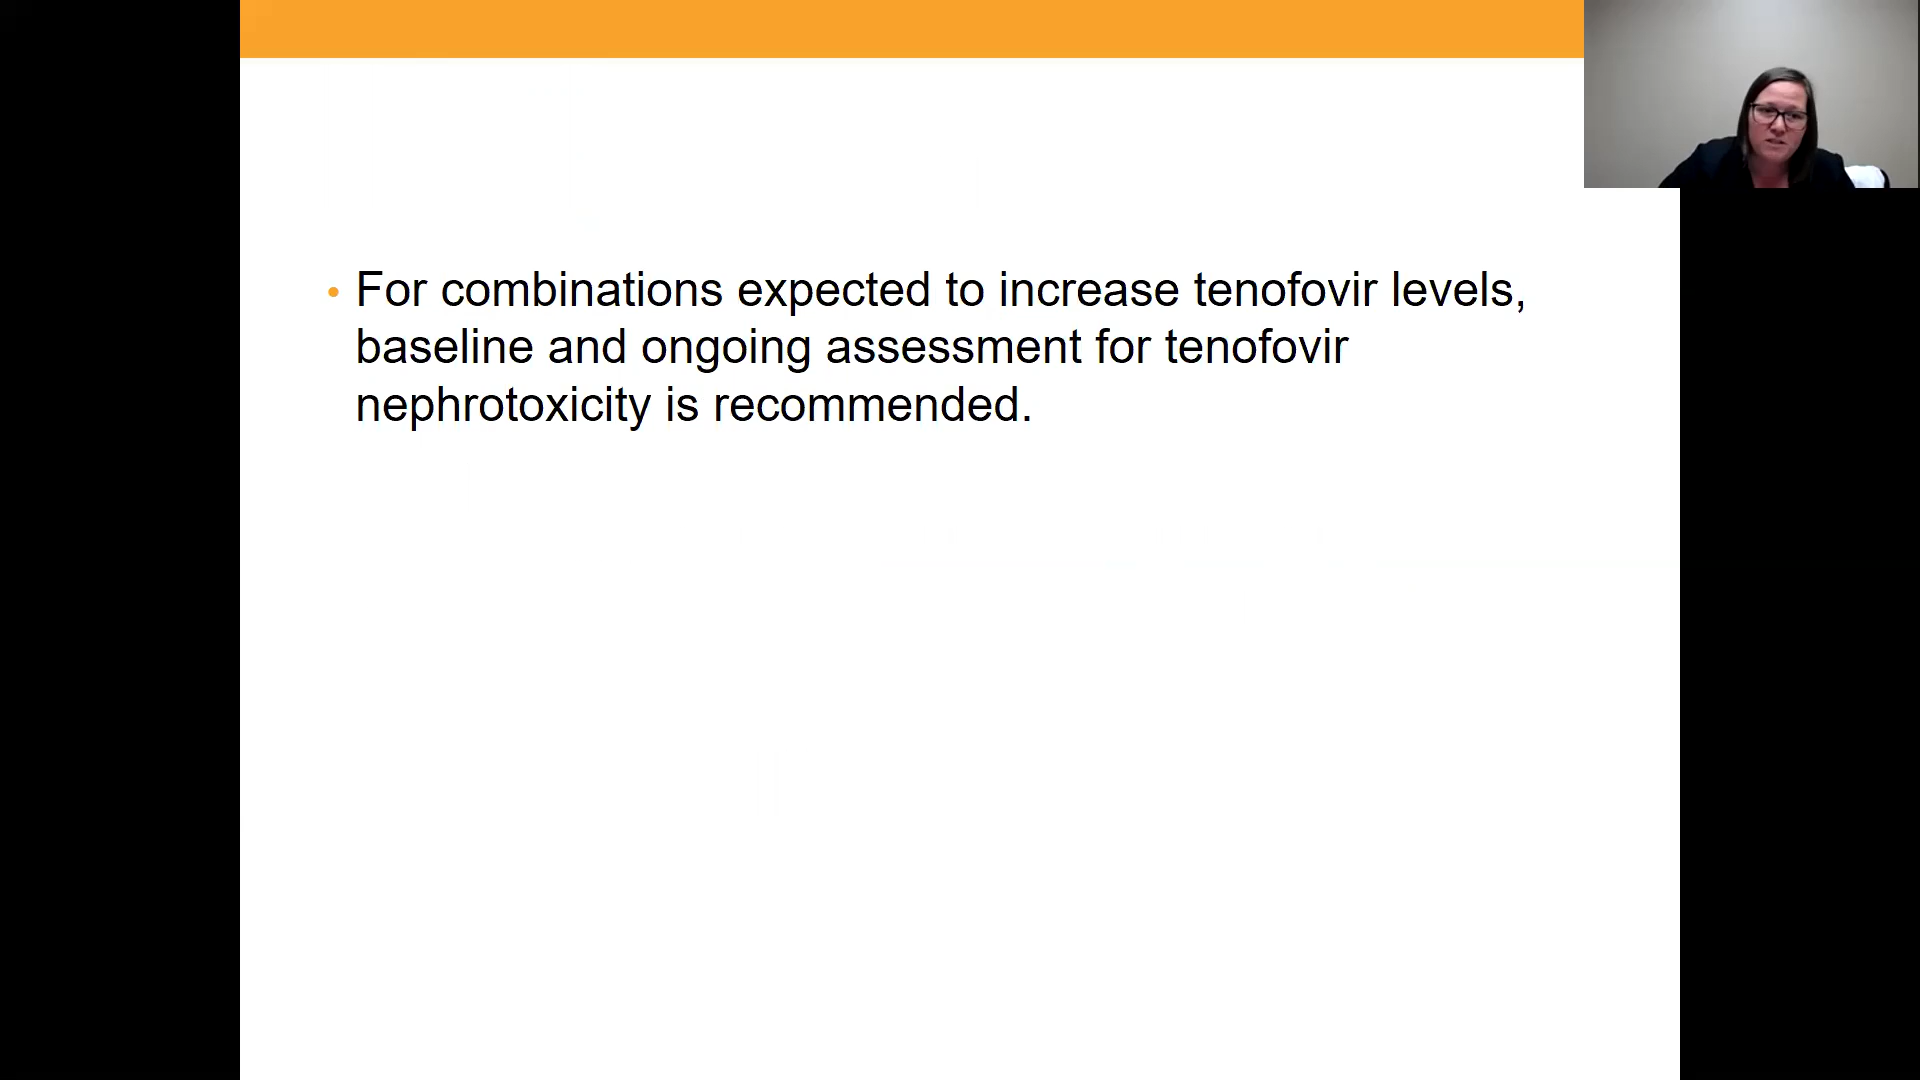 • For combinations expected to increase tenofovir levels,
baseline and ongoing assessment for tenofovir
nephrotoxicity is recommended.